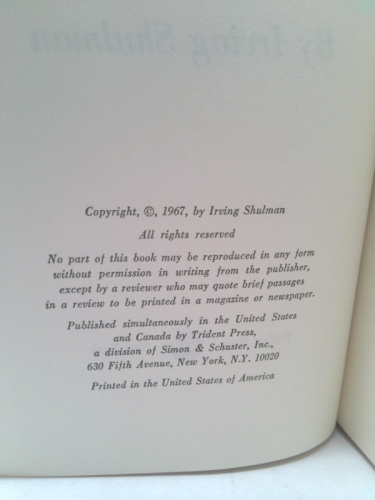 By Irving Shulman
Copyright, ©, 1967, by Irving Shulman
All rights reserved
No part of this book may be reproduced in any form
without permission in writing from the publisher,
except by a reviewer who may quote brief passages
in a review to be printed in a magazine or newspaper.
Published simultaneously in the United States
and Canada by Trident Press,
a division of Simon & Schuster, Inc.,
630 Fifth Avenue, New York, N.Y. 10020
Printed in the United States of America